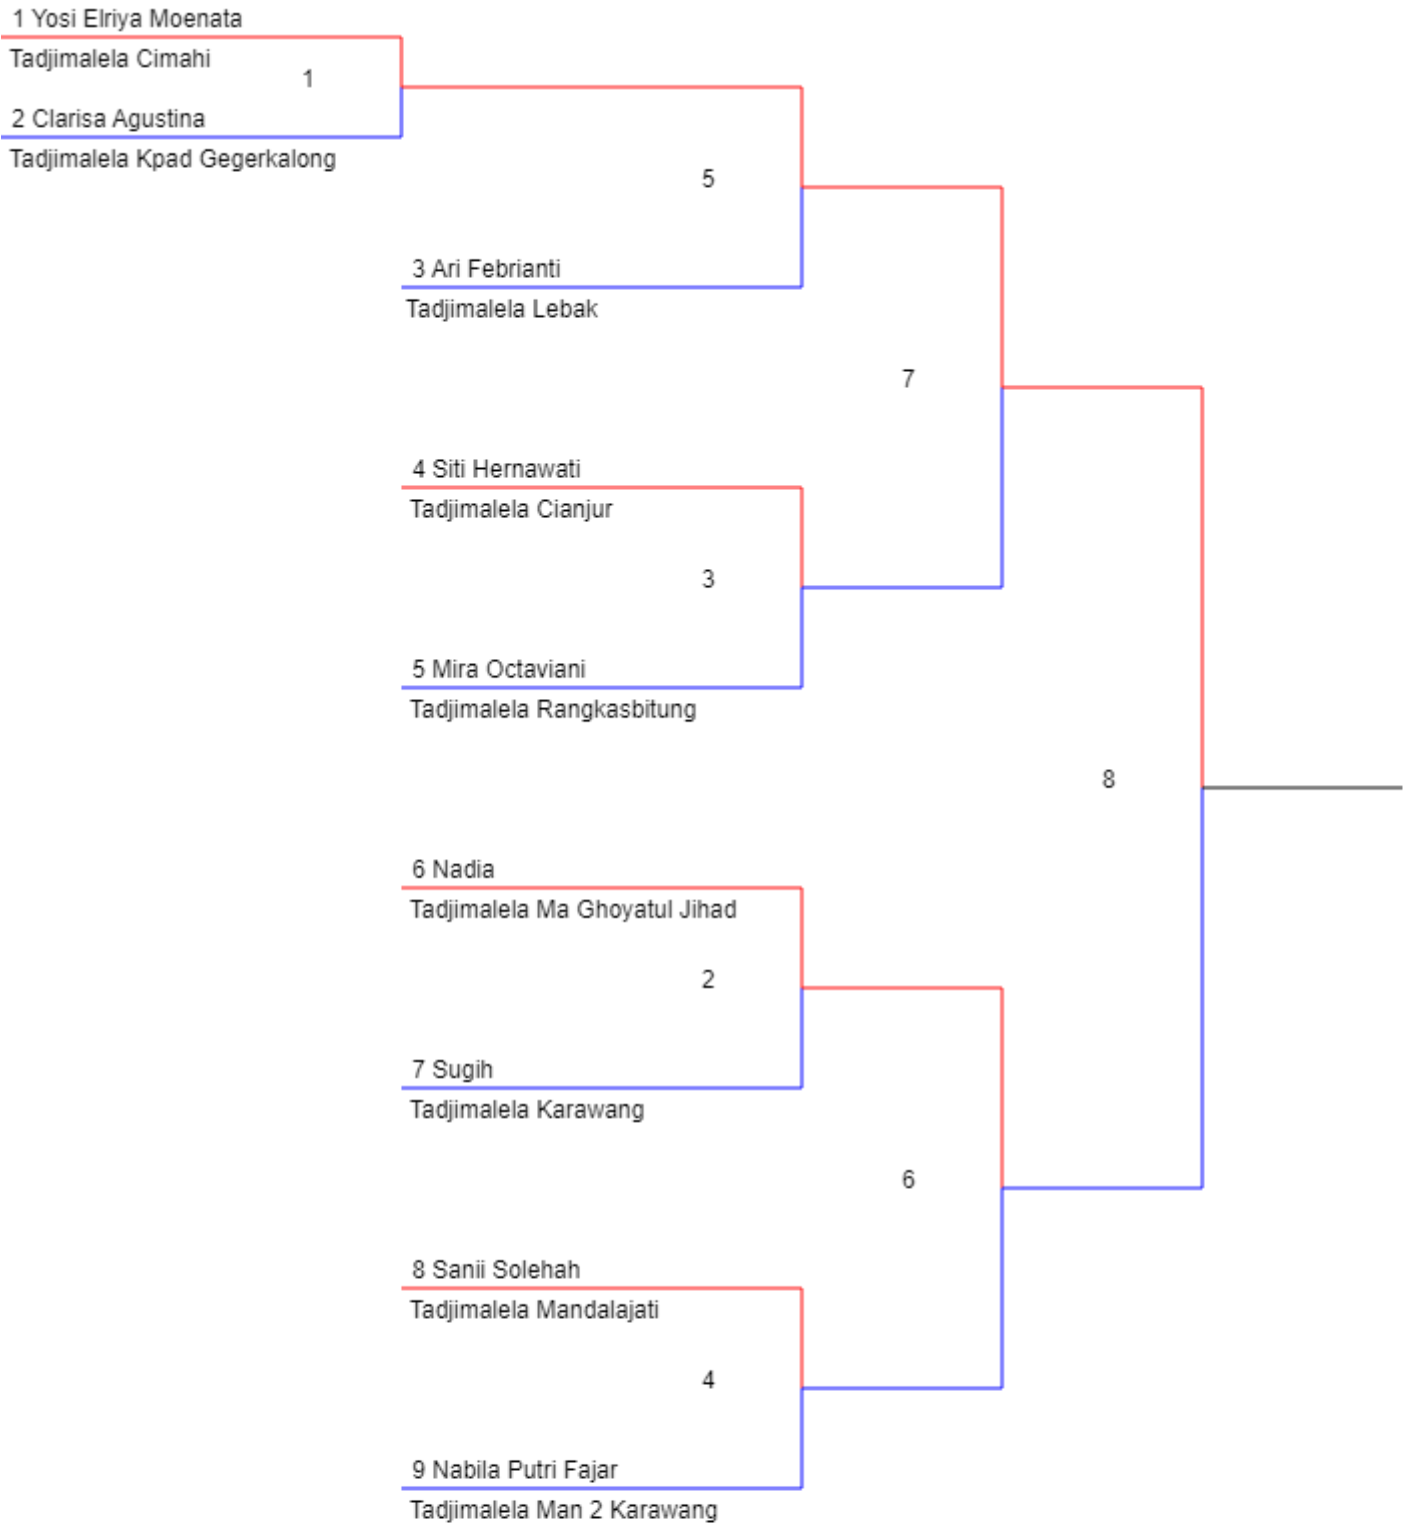 1 Yosi Elriya Moenata
Tadjimalela Cimahi
1
2 Clarisa Agustina
Tadjimalela Kpad Gegerkalong
5
3 Ari Febrianti
Tadjimalela Lebak
7
4 Siti Hernawati
Tadjimalela Cianjur
3
5 Mira Octaviani
Tadjimalela Rangkasbitung
8
6 Nadia
Tadjimalela Ma Ghoyatul Jihad
2
7 Sugih
Tadjimalela Karawang
6
8 Sanii Solehah
Tadjimalela Mandalajati
4
9 Nabila Putri Fajar
Tadjimalela Man 2 Karawang